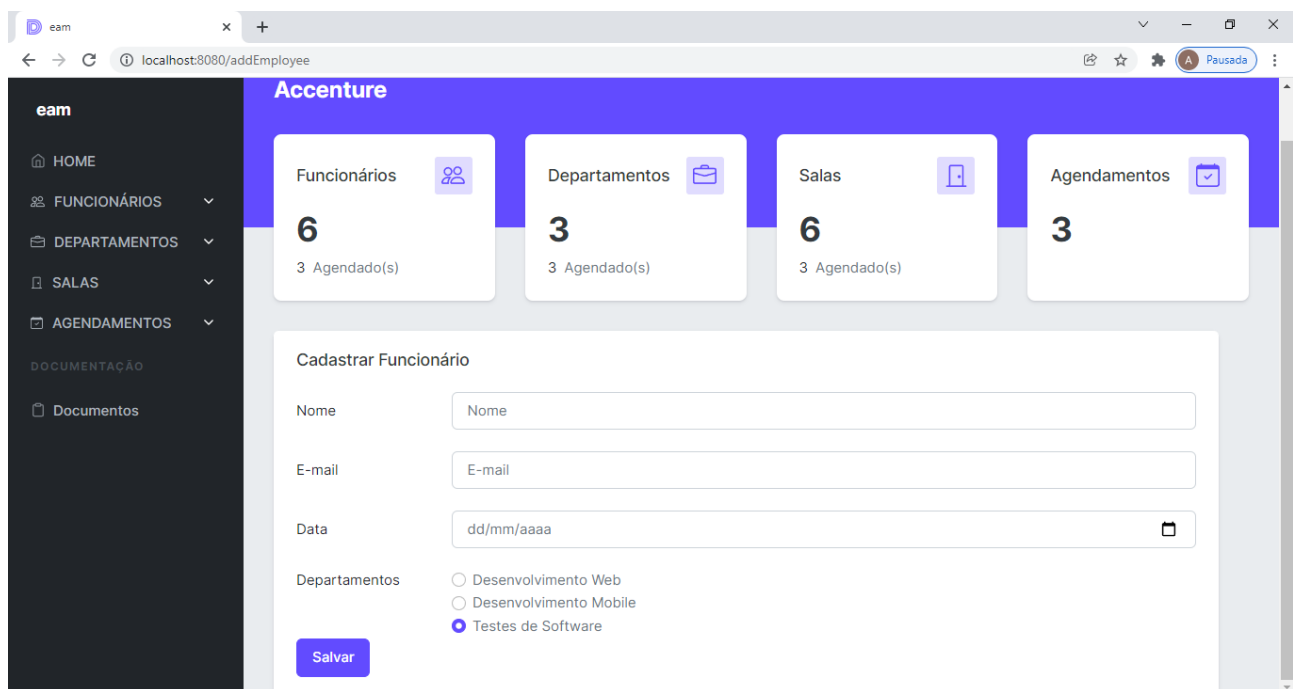 eam
localhost:8080/addEmployee
A Pausada
eam
HOME
FUNCIONÁRIOS
DEPARTAMENTOS
SALAS
AGENDAMENTOS
DOCUMENTAÇÃO
Documentos
Accenture
Funcionários
6
3 Agendado(s)
Departamentos
3
3 Agendado(s)
Salas
6
3 Agendado(s)
Agendamentos
3
Cadastrar Funcionário
Nome Nome
E-mail E-mail
Data dd/mm/aaaa
Departamentos Desenvolvimento Web
Desenvolvimento Mobile
Testes de Software
Salvar